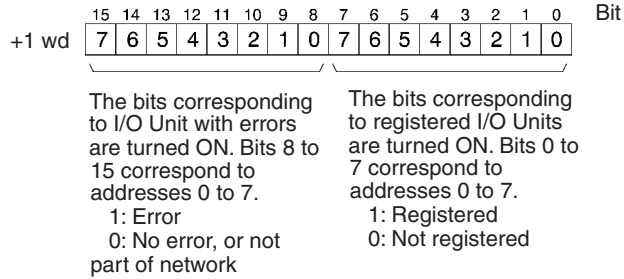 15 14 13 12 11 10 9 8 7 6 5 4 3 2 1 0 Bit
+1 wd 7 6 5 4 3 2 1 0 7 6 5 4 3 2 1 0
The bits corresponding
to I/O Unit with errors
are turned ON. Bits 8 to
15 correspond to
addresses 0 to 7.
1: Error
0: No error, or not
part of network
The bits corresponding
to registered I/O Units
are turned ON. Bits 0 to
7 correspond to
addresses 0 to 7.
1: Registered
0: Not registered